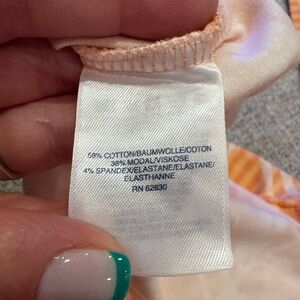 58% COTTON/BAUMWOLLE/COTON
38% MODAL/VISKOSE
4% SPANDEX/ELASTANE/ELASTANE/
ELASTHANNE
RN 62830